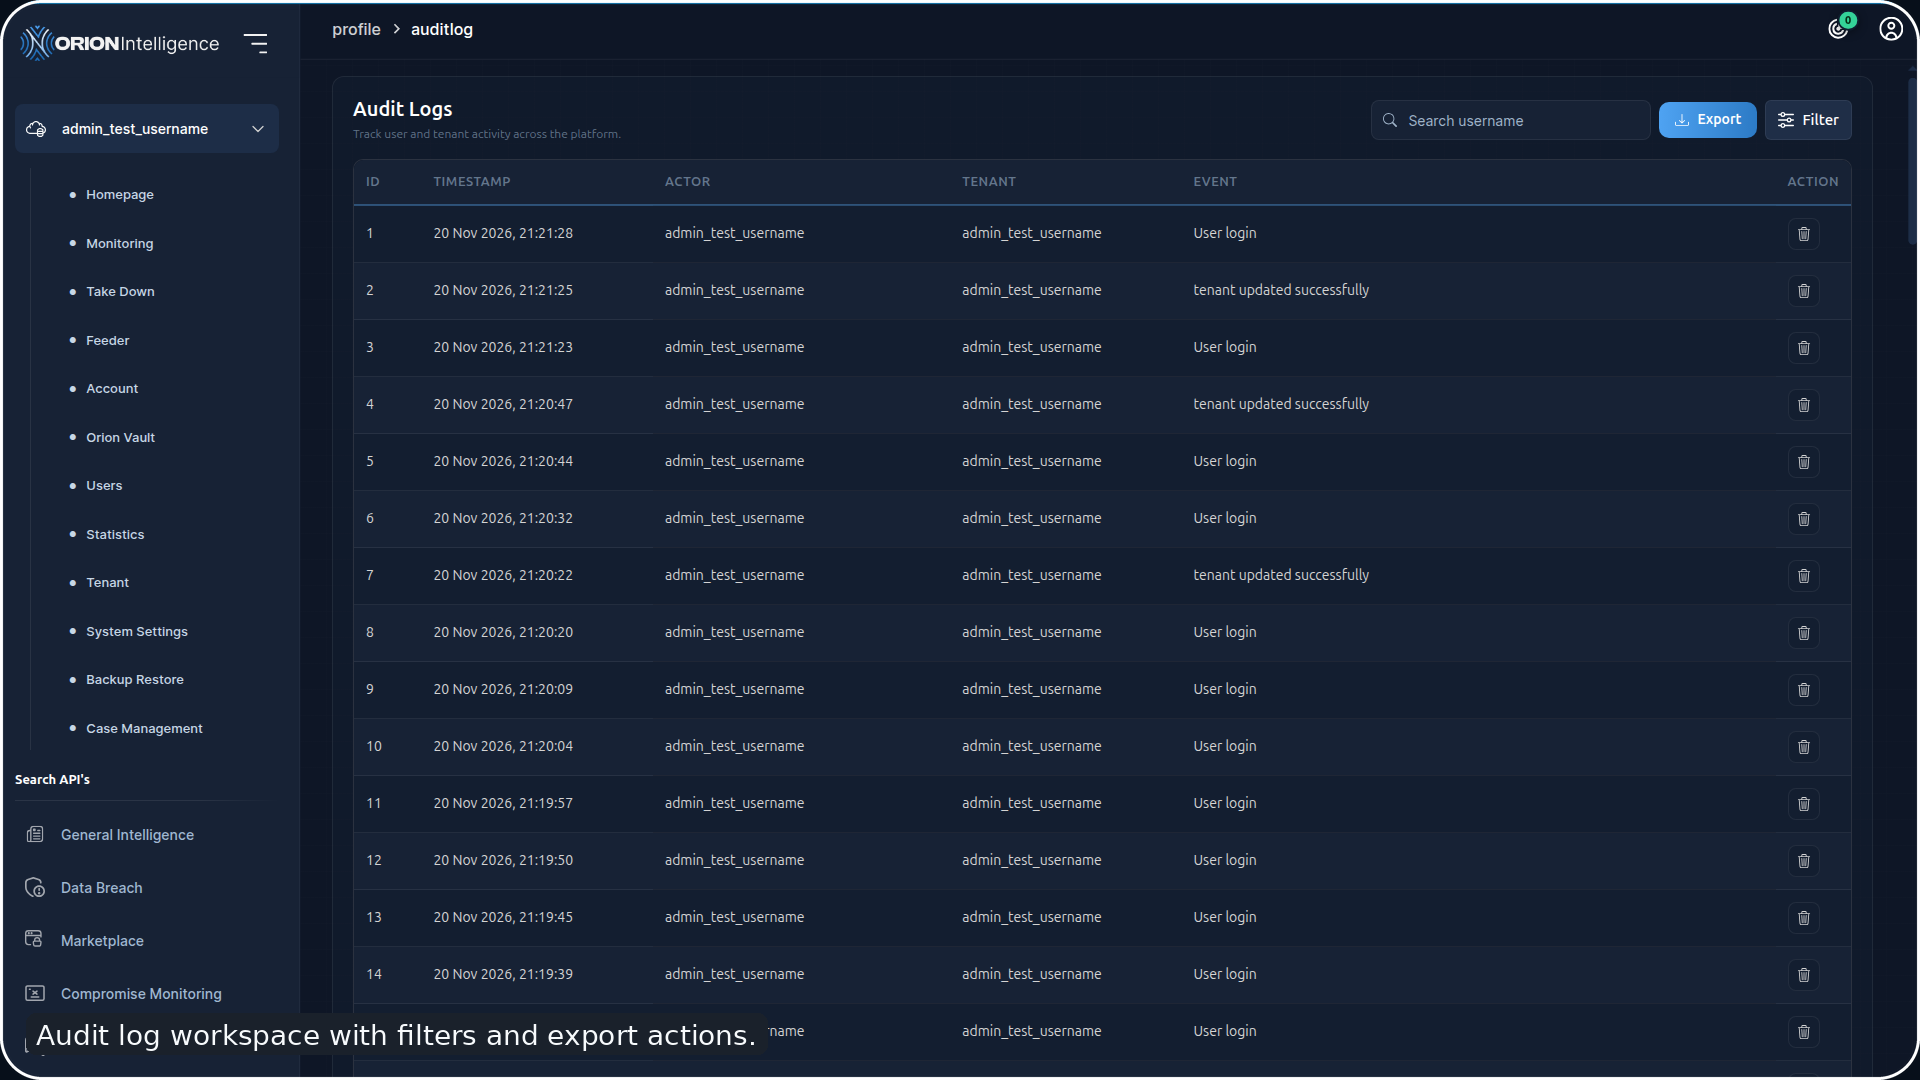 ORIONIntelligence
profile > auditlog
0
admin_test_username
Homepage
Monitoring
Take Down
Feeder
Account
Orion Vault
Users
Statistics
Tenant
System Settings
Backup Restore
Case Management
Search API's
General Intelligence
Data Breach
Marketplace
Compromise Monitoring
Audit Logs
Track user and tenant activity across the platform.
Search username
Export
Filter
ID TIMESTAMP ACTOR TENANT EVENT ACTION
1 20 Nov 2026, 21:21:28 admin_test_username admin_test_username User login
2 20 Nov 2026, 21:21:25 admin_test_username admin_test_username tenant updated successfully
3 20 Nov 2026, 21:21:23 admin_test_username admin_test_username User login
4 20 Nov 2026, 21:20:47 admin_test_username admin_test_username tenant updated successfully
5 20 Nov 2026, 21:20:44 admin_test_username admin_test_username User login
6 20 Nov 2026, 21:20:32 admin_test_username admin_test_username User login
7 20 Nov 2026, 21:20:22 admin_test_username admin_test_username tenant updated successfully
8 20 Nov 2026, 21:20:20 admin_test_username admin_test_username User login
9 20 Nov 2026, 21:20:09 admin_test_username admin_test_username User login
10 20 Nov 2026, 21:20:04 admin_test_username admin_test_username User login
11 20 Nov 2026, 21:19:57 admin_test_username admin_test_username User login
12 20 Nov 2026, 21:19:50 admin_test_username admin_test_username User login
13 20 Nov 2026, 21:19:45 admin_test_username admin_test_username User login
14 20 Nov 2026, 21:19:39 admin_test_username admin_test_username User login
name admin_test_username User login
Audit log workspace with filters and export actions.